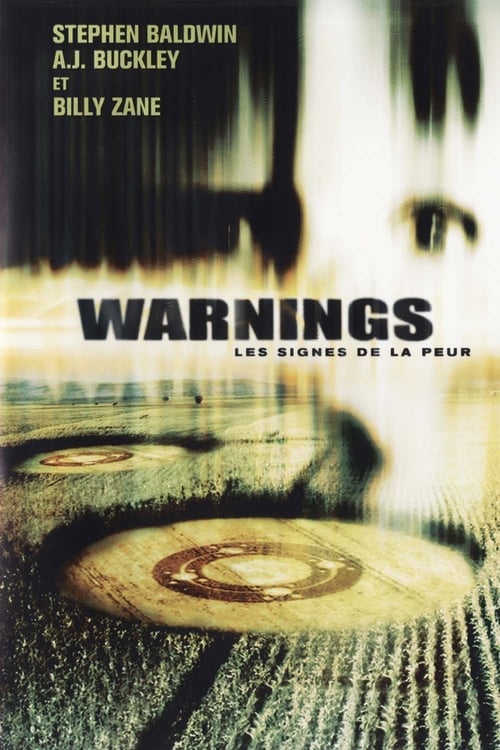 STEPHEN BALDWIN
A.J. BUCKLEY
ET
BILLY ZANE
WARNINGS
LES SIGNES DE LA PEUR